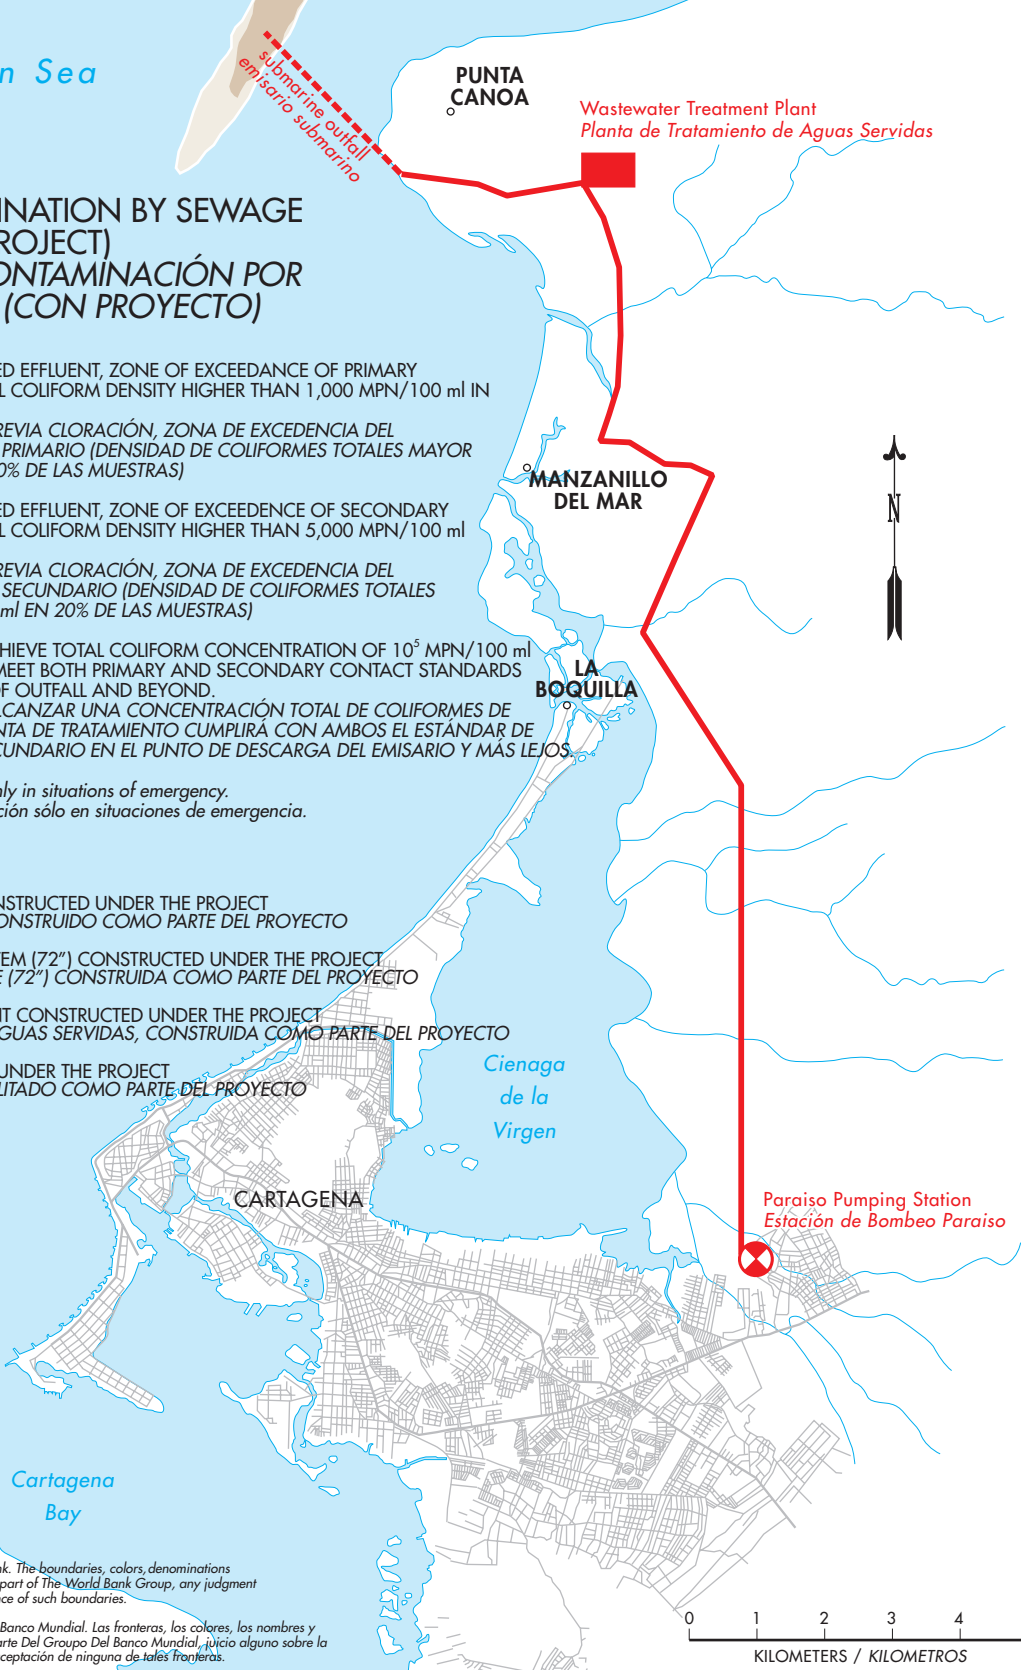 n Sea
submarine outfall
emisario submarino
PUNTA
CANOA
Wastewater Treatment Plant
Planta de Tratamiento de Aguas Servidas
INATION BY SEWAGE
ROJECT)
ONTAMINACIÓN POR
(CON PROYECTO)
ED EFFLUENT, ZONE OF EXCEEDANCE OF PRIMARY
L COLIFORM DENSITY HIGHER THAN 1,000 MPN/100 ml IN
REVIA CLORACIÓN, ZONA DE EXCEDENCIA DEL
PRIMARIO (DENSIDAD DE COLIFORMES TOTALES MAYOR
0% DE LAS MUESTRAS)
ED EFFLUENT, ZONE OF EXCEEDENCE OF SECONDARY
L COLIFORM DENSITY HIGHER THAN 5,000 MPN/100 ml
REVIA CLORACIÓN, ZONA DE EXCEDENCIA DEL
SECUNDARIO (DENSIDAD DE COLIFORMES TOTALES
ml EN 20% DE LAS MUESTRAS)
HIEVE TOTAL COLIFORM CONCENTRATION OF 10⁵ MPN/100 ml
MEET BOTH PRIMARY AND SECONDARY CONTACT STANDARDS
OF OUTFALL AND BEYOND.
LCANZAR UNA CONCENTRACIÓN TOTAL DE COLIFORMES DE
NTA DE TRATAMIENTO CUMPLIRÁ CON AMBOS EL ESTÁNDAR DE
CUNDARIO EN EL PUNTO DE DESCARGA DEL EMISARIO Y MÁS LEJOS.
nly in situations of emergency.
ción sólo en situaciones de emergencia.
N
MANZANILLO
DEL MAR
LA
BOQUILLA
NSTRUCTED UNDER THE PROJECT
ONSTRUIDO COMO PARTE DEL PROYECTO
TEM (72") CONSTRUCTED UNDER THE PROJECT
E (72") CONSTRUIDA COMO PARTE DEL PROYECTO
NT CONSTRUCTED UNDER THE PROJECT
AGUAS SERVIDAS, CONSTRUIDA COMO PARTE DEL PROYECTO
UNDER THE PROJECT
LITADO COMO PARTE DEL PROYECTO
Cienaga
de la
Virgen
CARTAGENA
Paraiso Pumping Station
Estación de Bombeo Paraiso
Cartagena
Bay
nk. The boundaries, colors, denominations
part of The World Bank Group, any judgment
nce of such boundaries.
Banco Mundial. Las fronteras, los colores, los nombres y
arte Del Groupo Del Banco Mundial, juicio alguno sobre la
ceptación de ninguna de tales fronteras.
0 1 2 3 4
KILOMETERS / KILOMETROS